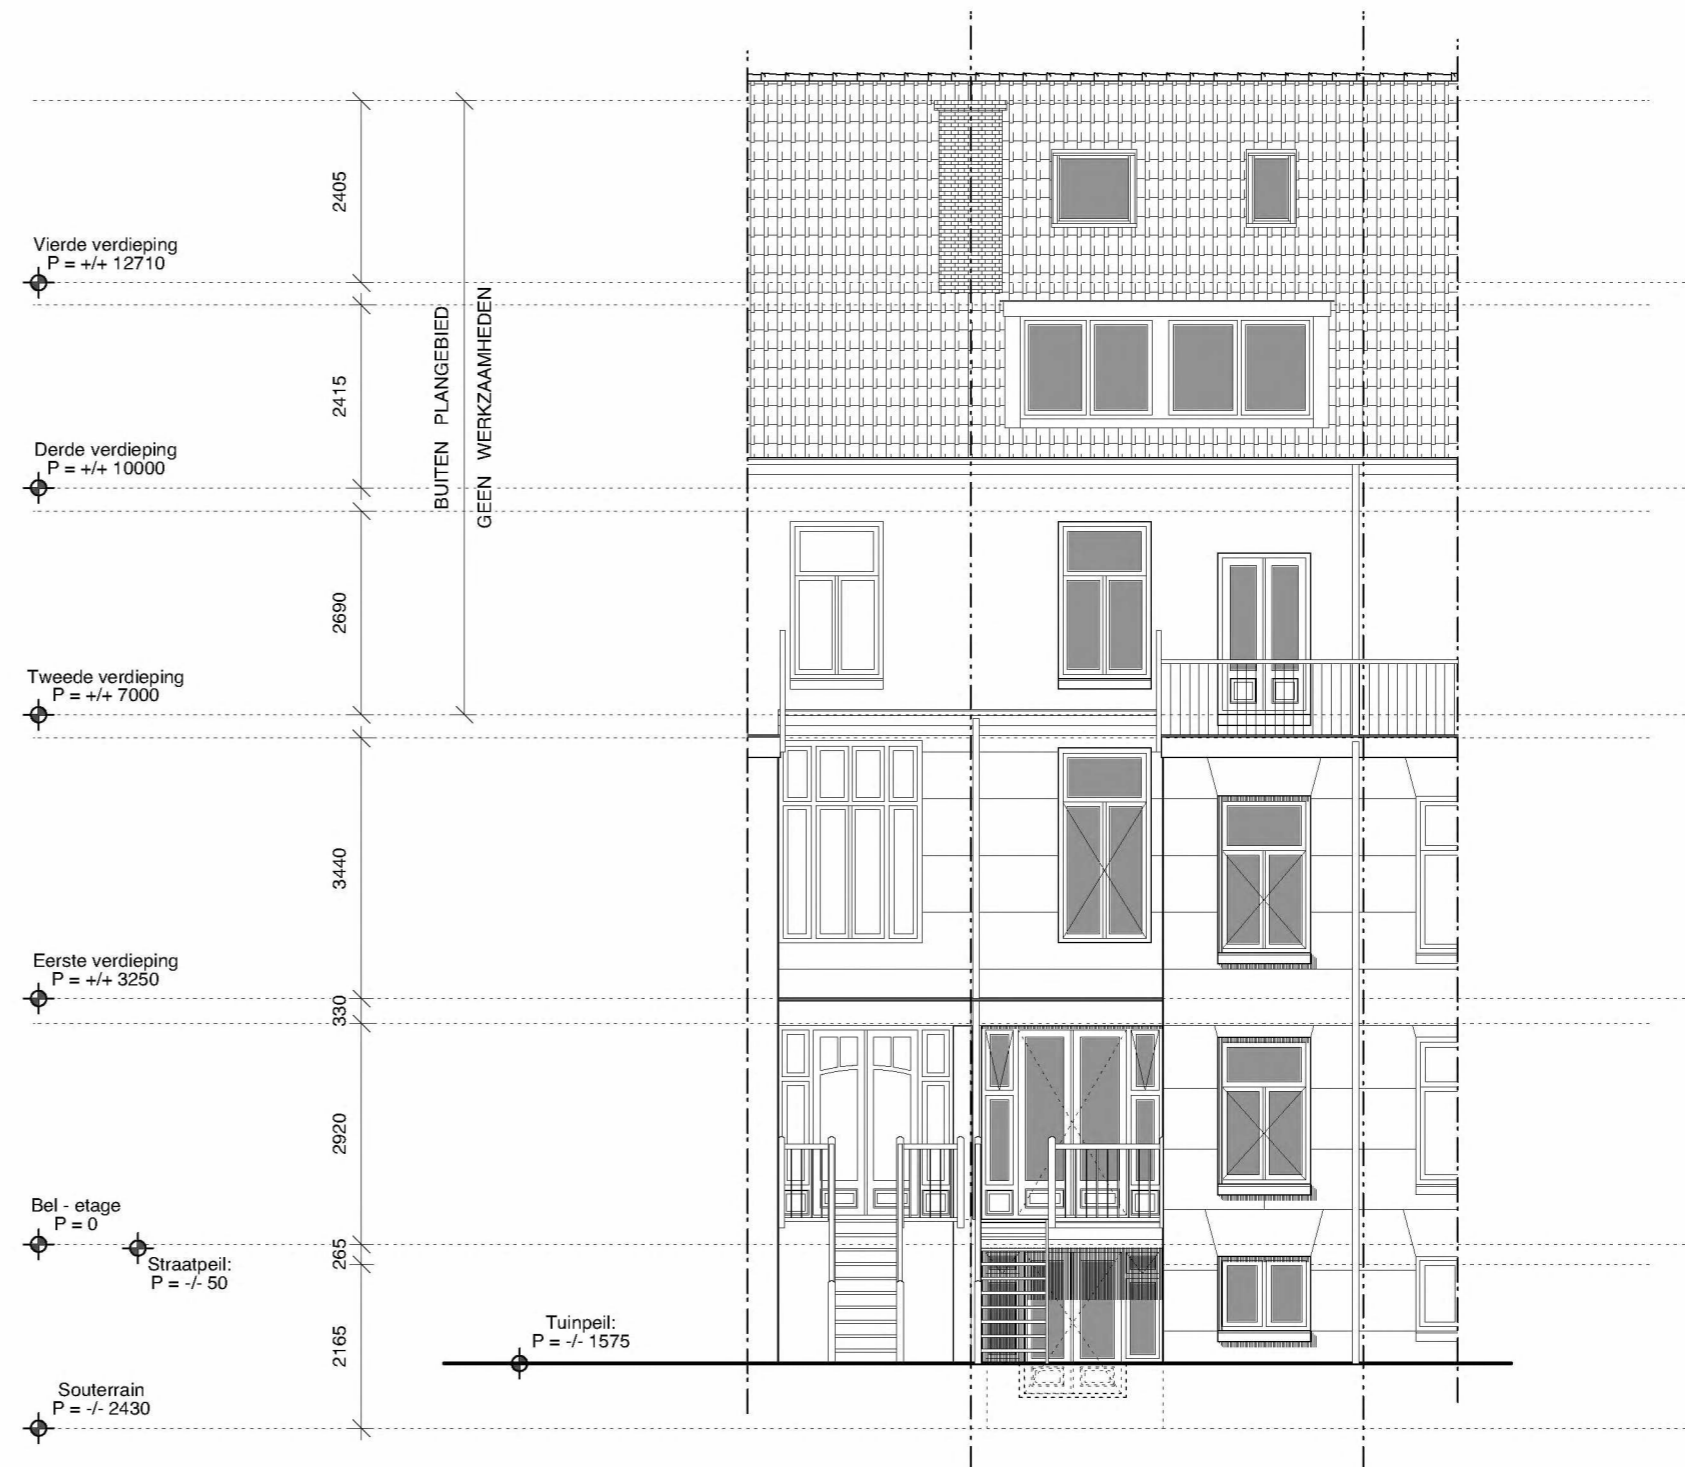 2405
Vierde verdieping
P = +/+ 12710
BUITEN PLANGEBIED
GEEN WERKZAAMHEDEN
2415
Derde verdieping
P = +/+ 10000
2690
Tweede verdieping
P = +/+ 7000
3440
Eerste verdieping
P = +/+ 3250
330
2920
Bel - etage
P = 0
265
Straatpeil:
P = -/- 50
2165
Tuinpeil:
P = -/- 1575
Souterrain
P = -/- 2430